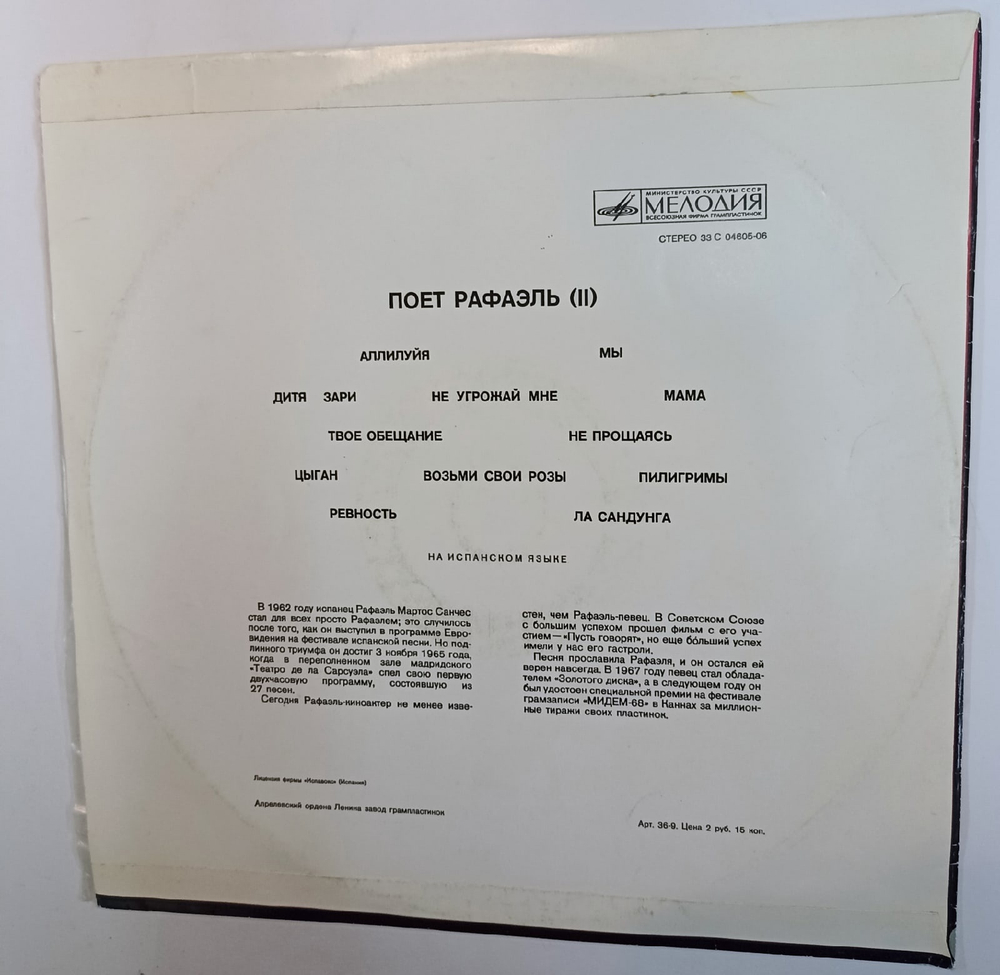 МИНИСТЕРСТВО КУЛЬТУРЫ СССР
МЕЛОДИЯ
ВСЕСОЮЗНАЯ ФИРМА ГРАМПЛАСТИНОК
СТЕРЕО 33 С 04605-06
ПОЕТ РАФАЭЛЬ (II)
АЛЛИЛУЙЯ МЫ
ДИТЯ ЗАРИ НЕ УГРОЖАЙ МНЕ МАМА
ТВОЕ ОБЕЩАНИЕ НЕ ПРОЩАЯСЬ
ЦЫГАН ВОЗЬМИ СВОИ РОЗЫ ПИЛИГРИМЫ
РЕВНОСТЬ ЛА САНДУНГА
НА ИСПАНСКОМ ЯЗЫКЕ
В 1962 году испанец Рафаэль Мартос Санчес
стал для всех просто Рафаэлем; это случилось
после того, как он выступил в программе Евро-
видения на фестивале испанской песни. Но под-
линного триумфа он достиг 3 ноября 1965 года,
когда в переполненном зале мадридского
«Театро де ла Сарсуэла» спел свою первую
двухчасовую программу, состоявшую из
27 песен.
Сегодня Рафаэль-киноактер не менее изве-
стен, чем Рафаэль-певец. В Советском Союзе
с большим успехом прошел фильм с его уча-
стием — «Пусть говорят», но еще бо́льший успех
имели у нас его гастроли.
Песня прославила Рафаэля, и он остался ей
верен навсегда. В 1967 году певец стал облада-
телем «Золотого диска», а в следующем году он
был удостоен специальной премии на фестивале
грамзаписи «МИДЕМ-68» в Каннах за миллион-
ные тиражи своих пластинок.
Лицензия фирмы «Испавокс» (Испания)
Апрелевский ордена Ленина завод грампластинок
Арт. 36-9. Цена 2 руб. 15 коп.